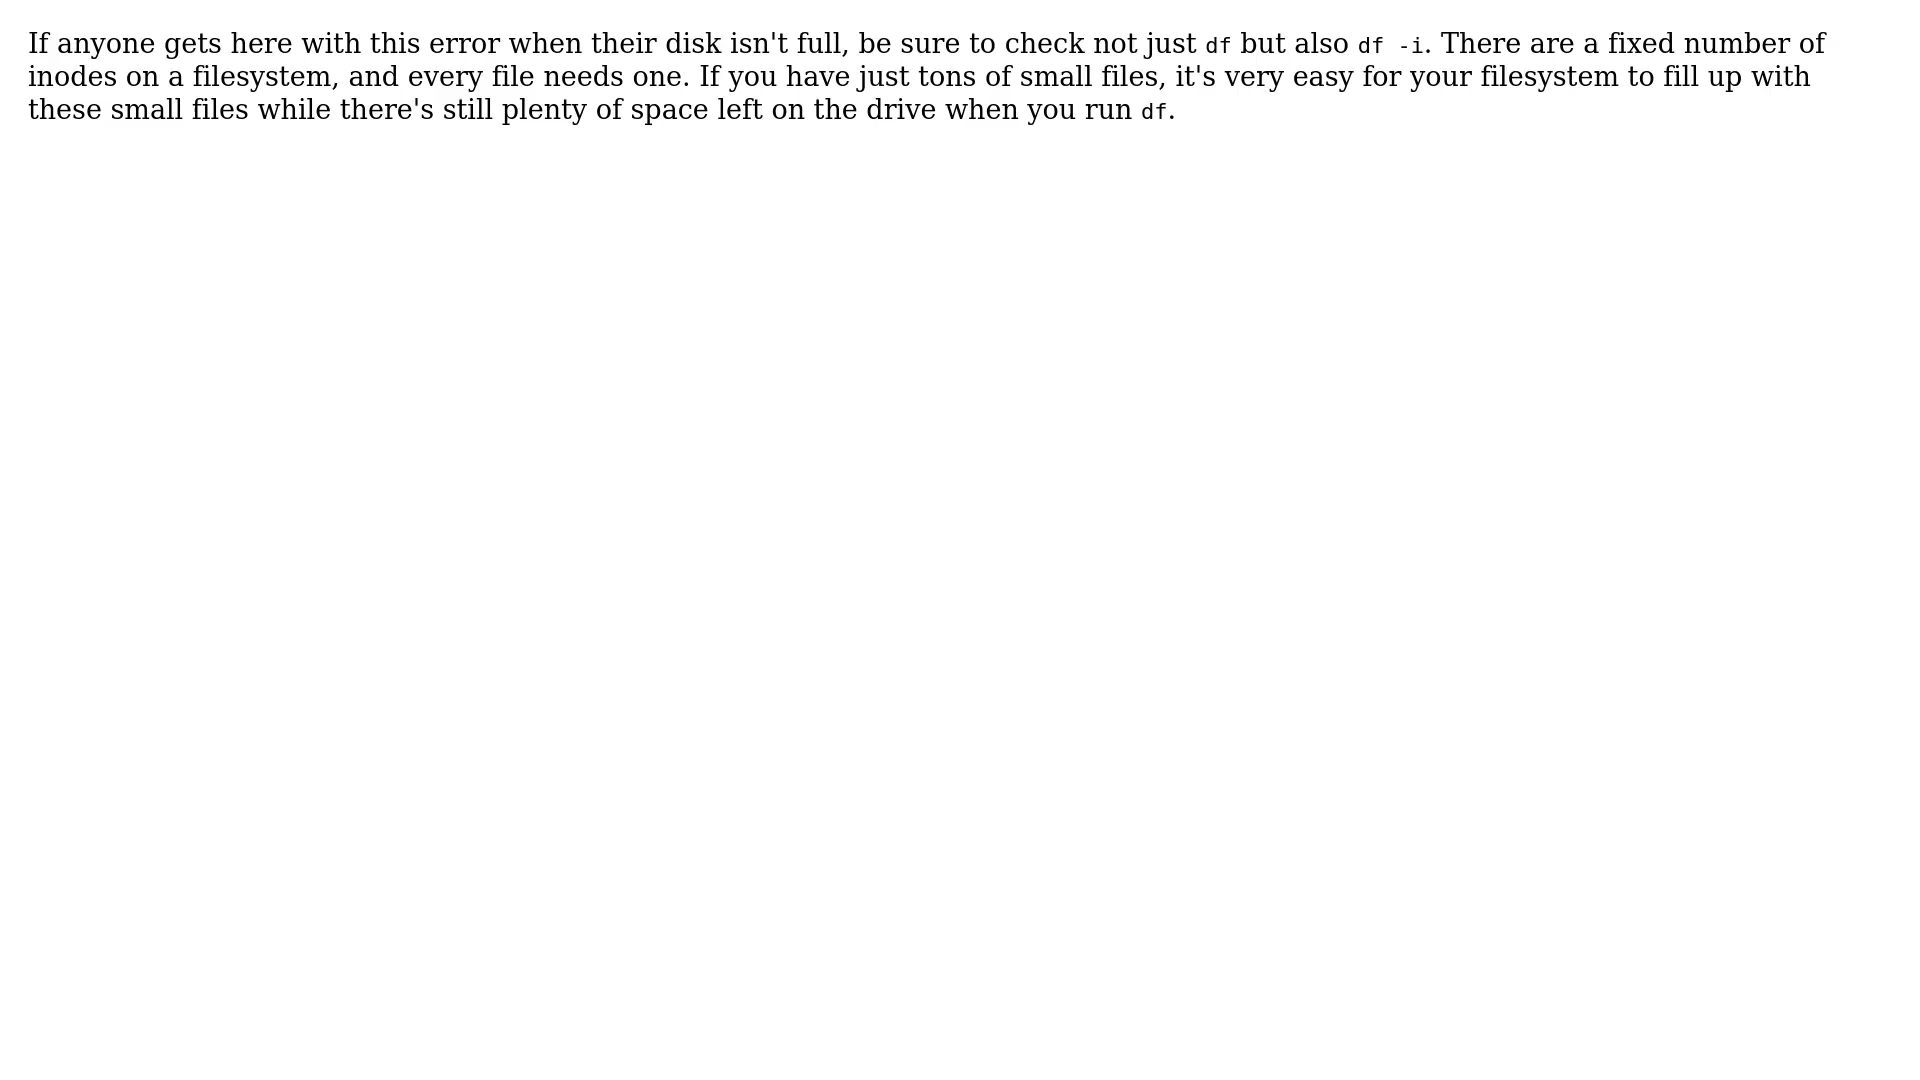 If anyone gets here with this error when their disk isn't full, be sure to check not just df but also df -i. There are a fixed number of
inodes on a filesystem, and every file needs one. If you have just tons of small files, it's very easy for your filesystem to fill up with
these small files while there's still plenty of space left on the drive when you run df.